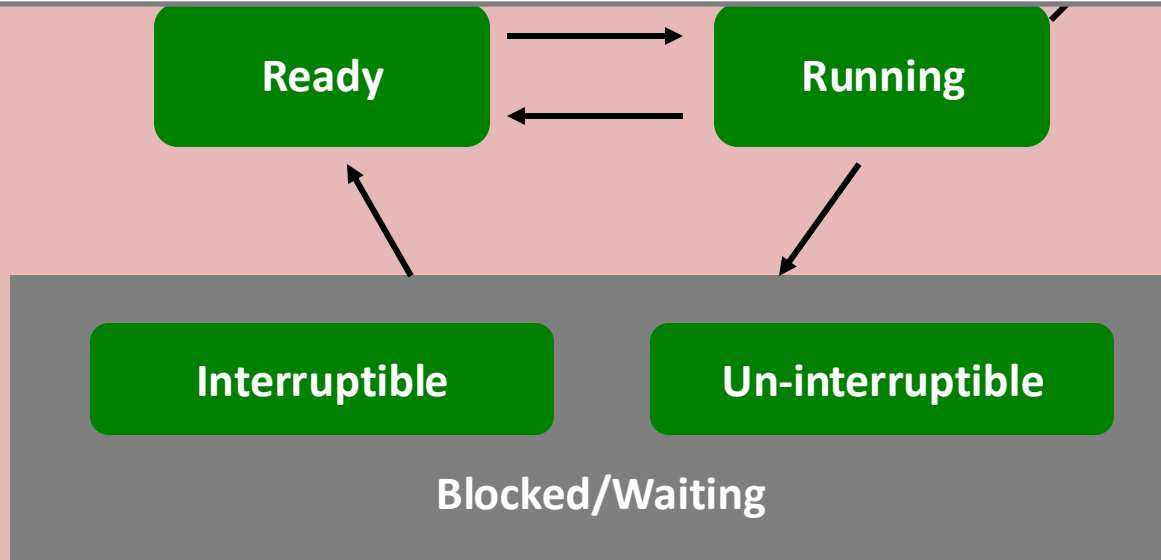 Ready
Running
Interruptible
Un-interruptible
Blocked/Waiting